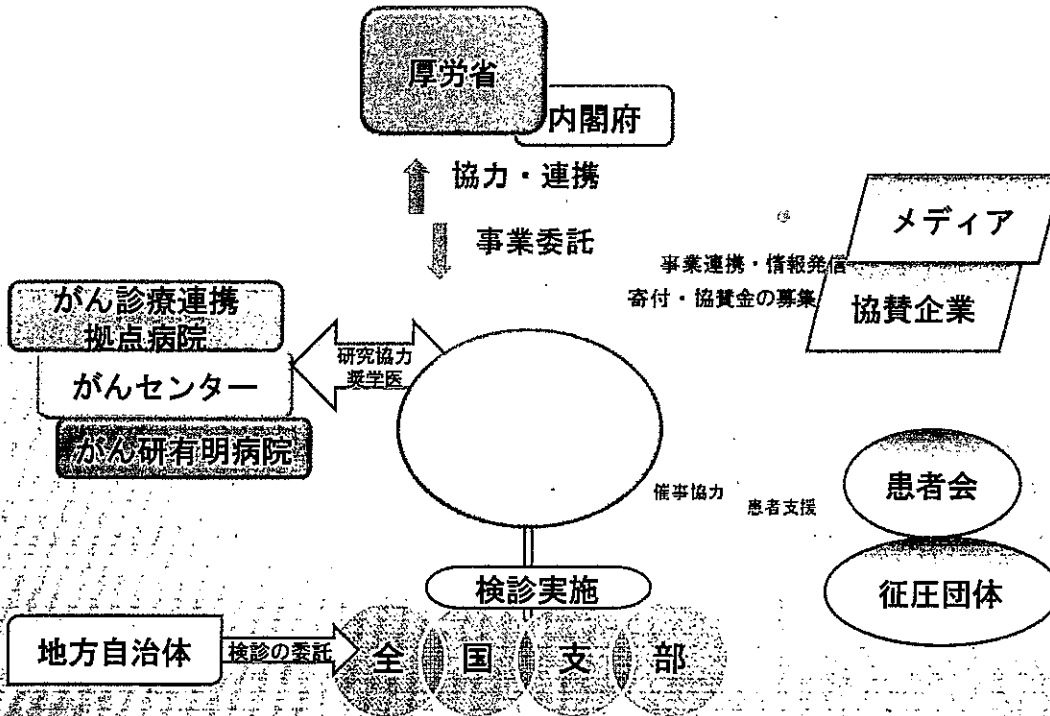 厚労省
内閣府
協力・連携
事業委託
メディア
事業連携・情報発信
寄付・協賛金の募集
協賛企業
がん診療連携
拠点病院
がんセンター
がん研有明病院
研究協力
奨学医
患者会
催事協力
患者支援
征圧団体
検診実施
地方自治体
検診の委託
全国支部